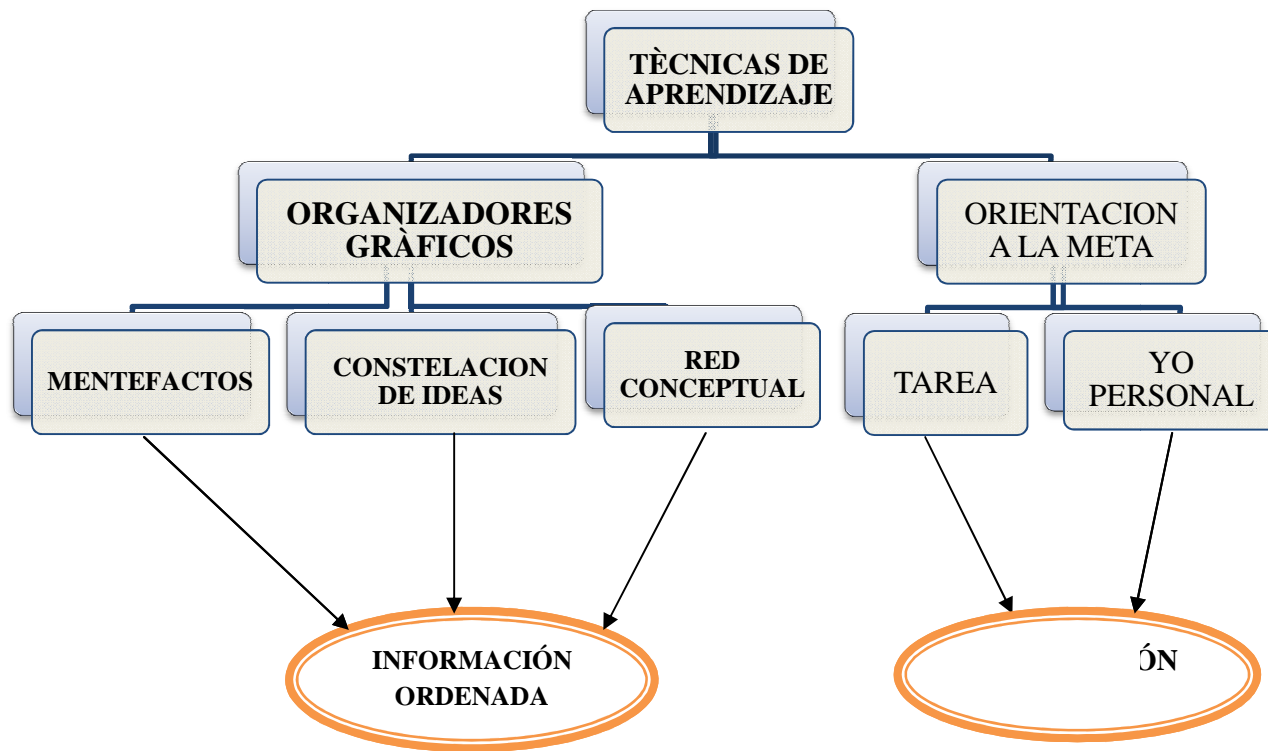 TÈCNICAS DE
APRENDIZAJE
ORGANIZADORES
GRÀFICOS
ORIENTACION
A LA META
MENTEFACTOS
CONSTELACION
DE IDEAS
RED
CONCEPTUAL
TAREA
YO
PERSONAL
INFORMACIÓN
ORDENADA